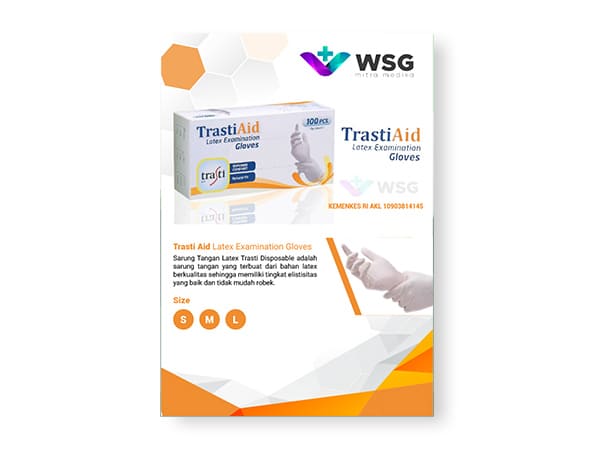 WSG
mitra medika
100 PCS
TrastiAid
Latex Examination
Gloves
trasti
TrastiAid
Latex Examination
Gloves
WSG
KEMENKES RI AKL 10903814145
Trasti Aid Latex Examination Gloves
Sarung Tangan Latex Trasti Disposable adalah
sarung tangan yang terbuat dari bahan latex
berkualitas sehingga memiliki tingkat elistisitas
yang baik dan tidak mudah robek.
Size
S M L